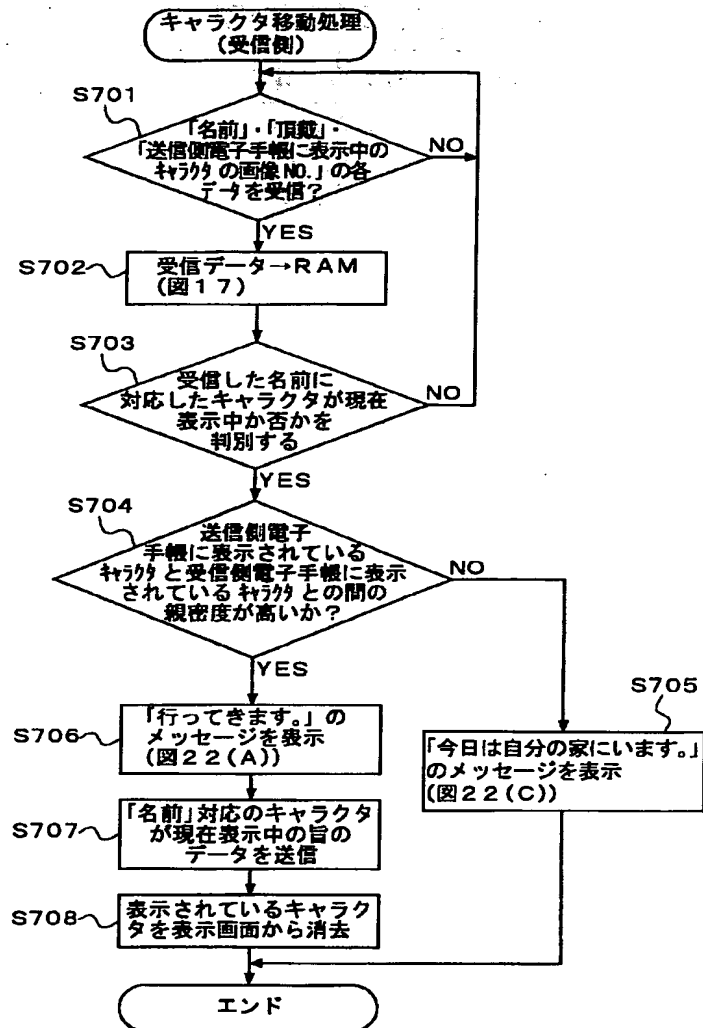 キャラクタ移動処理
(受信側)
S701
「名前」・「頂戴」・
「送信側電子手帳に表示中の
キャラクタの画像NO.」の各
データを受信?
NO
YES
S702
受信データ→RAM
(図17)
S703
受信した名前に
対応したキャラクタが現在
表示中か否かを
判別する
NO
YES
S704
送信側電子
手帳に表示されている
キャラクタと受信側電子手帳に表示
されているキャラクタとの間の
親密度が高いか?
NO
YES
S705
「今日は自分の家にいます。」
のメッセージを表示
(図22(C))
S706
「行ってきます。」の
メッセージを表示
(図22(A))
S707
「名前」対応のキャラクタ
が現在表示中の旨の
データを送信
S708
表示されているキャラク
タを表示画面から消去
エンド